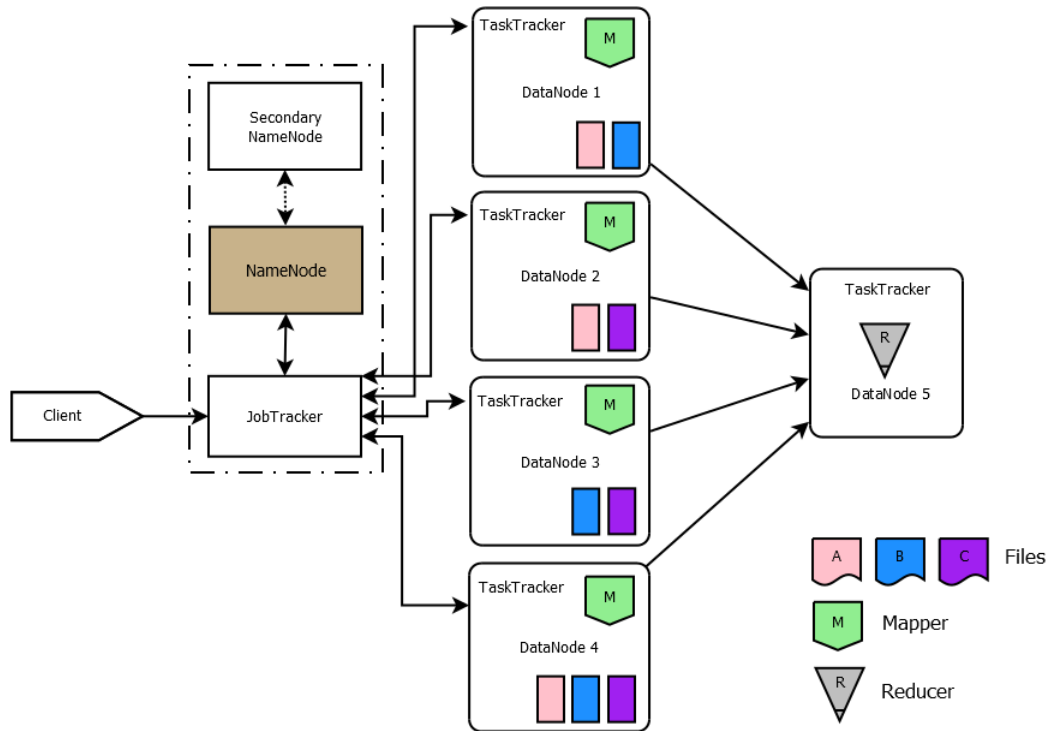 TaskTracker
M
DataNode 1
Secondary
NameNode
TaskTracker
M
DataNode 2
NameNode
TaskTracker
R
DataNode 5
Client
JobTracker
TaskTracker
M
DataNode 3
TaskTracker
M
DataNode 4
A
B
C
Files
M
Mapper
R
Reducer